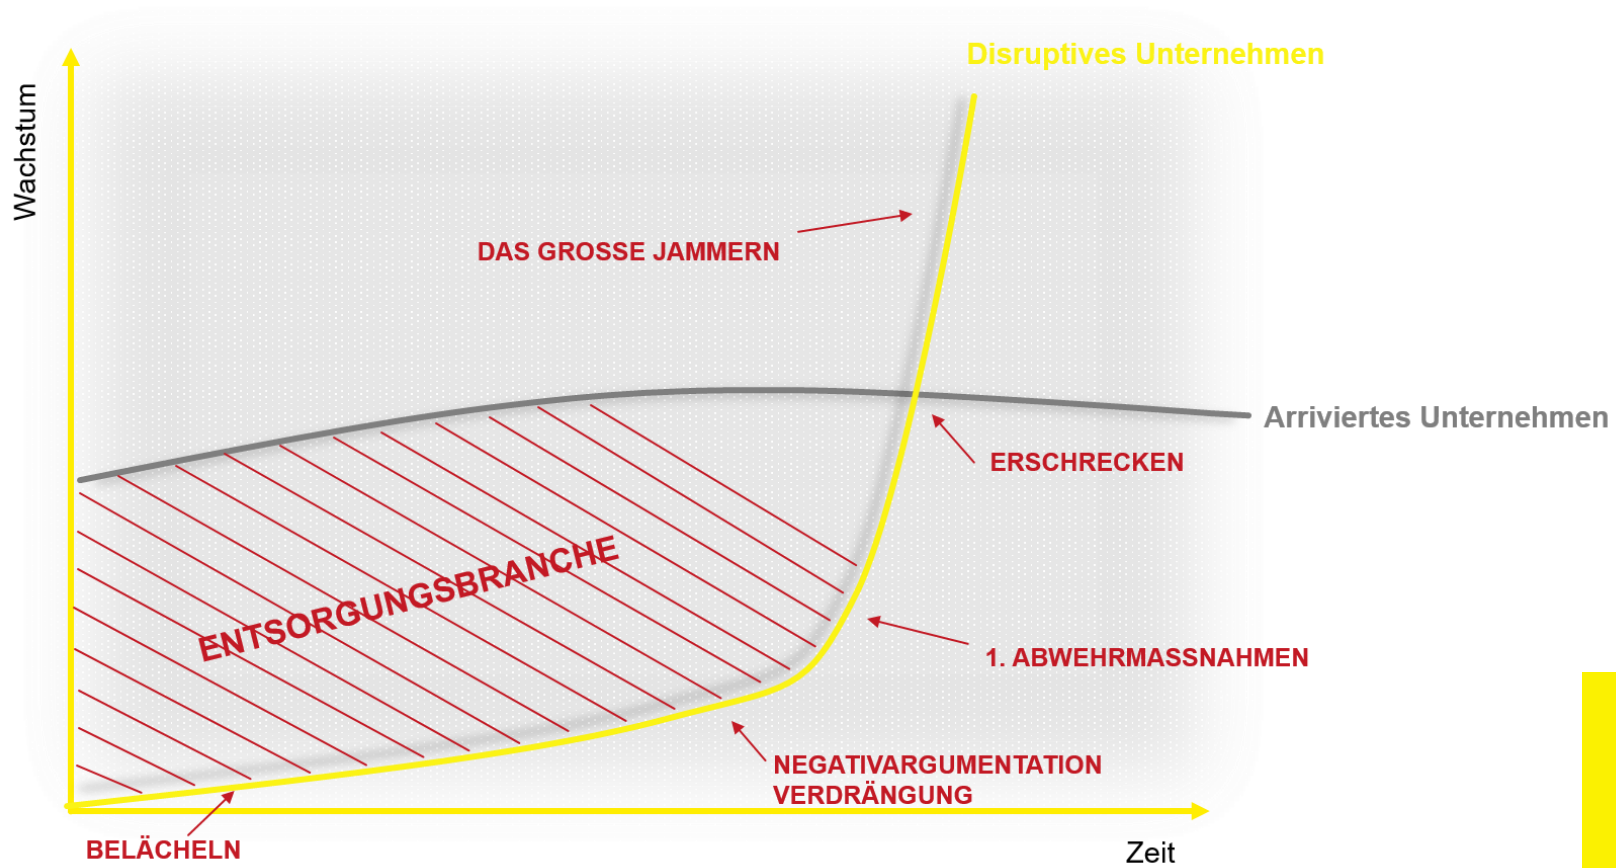 Disruptives Unternehmen
Wachstum
DAS GROSSE JAMMERN
Arriviertes Unternehmen
ERSCHRECKEN
ENTSORGUNGSBRANCHE
1. ABWEHRMASSNAHMEN
NEGATIVARGUMENTATION
VERDRÄNGUNG
BELÄCHELN
Zeit